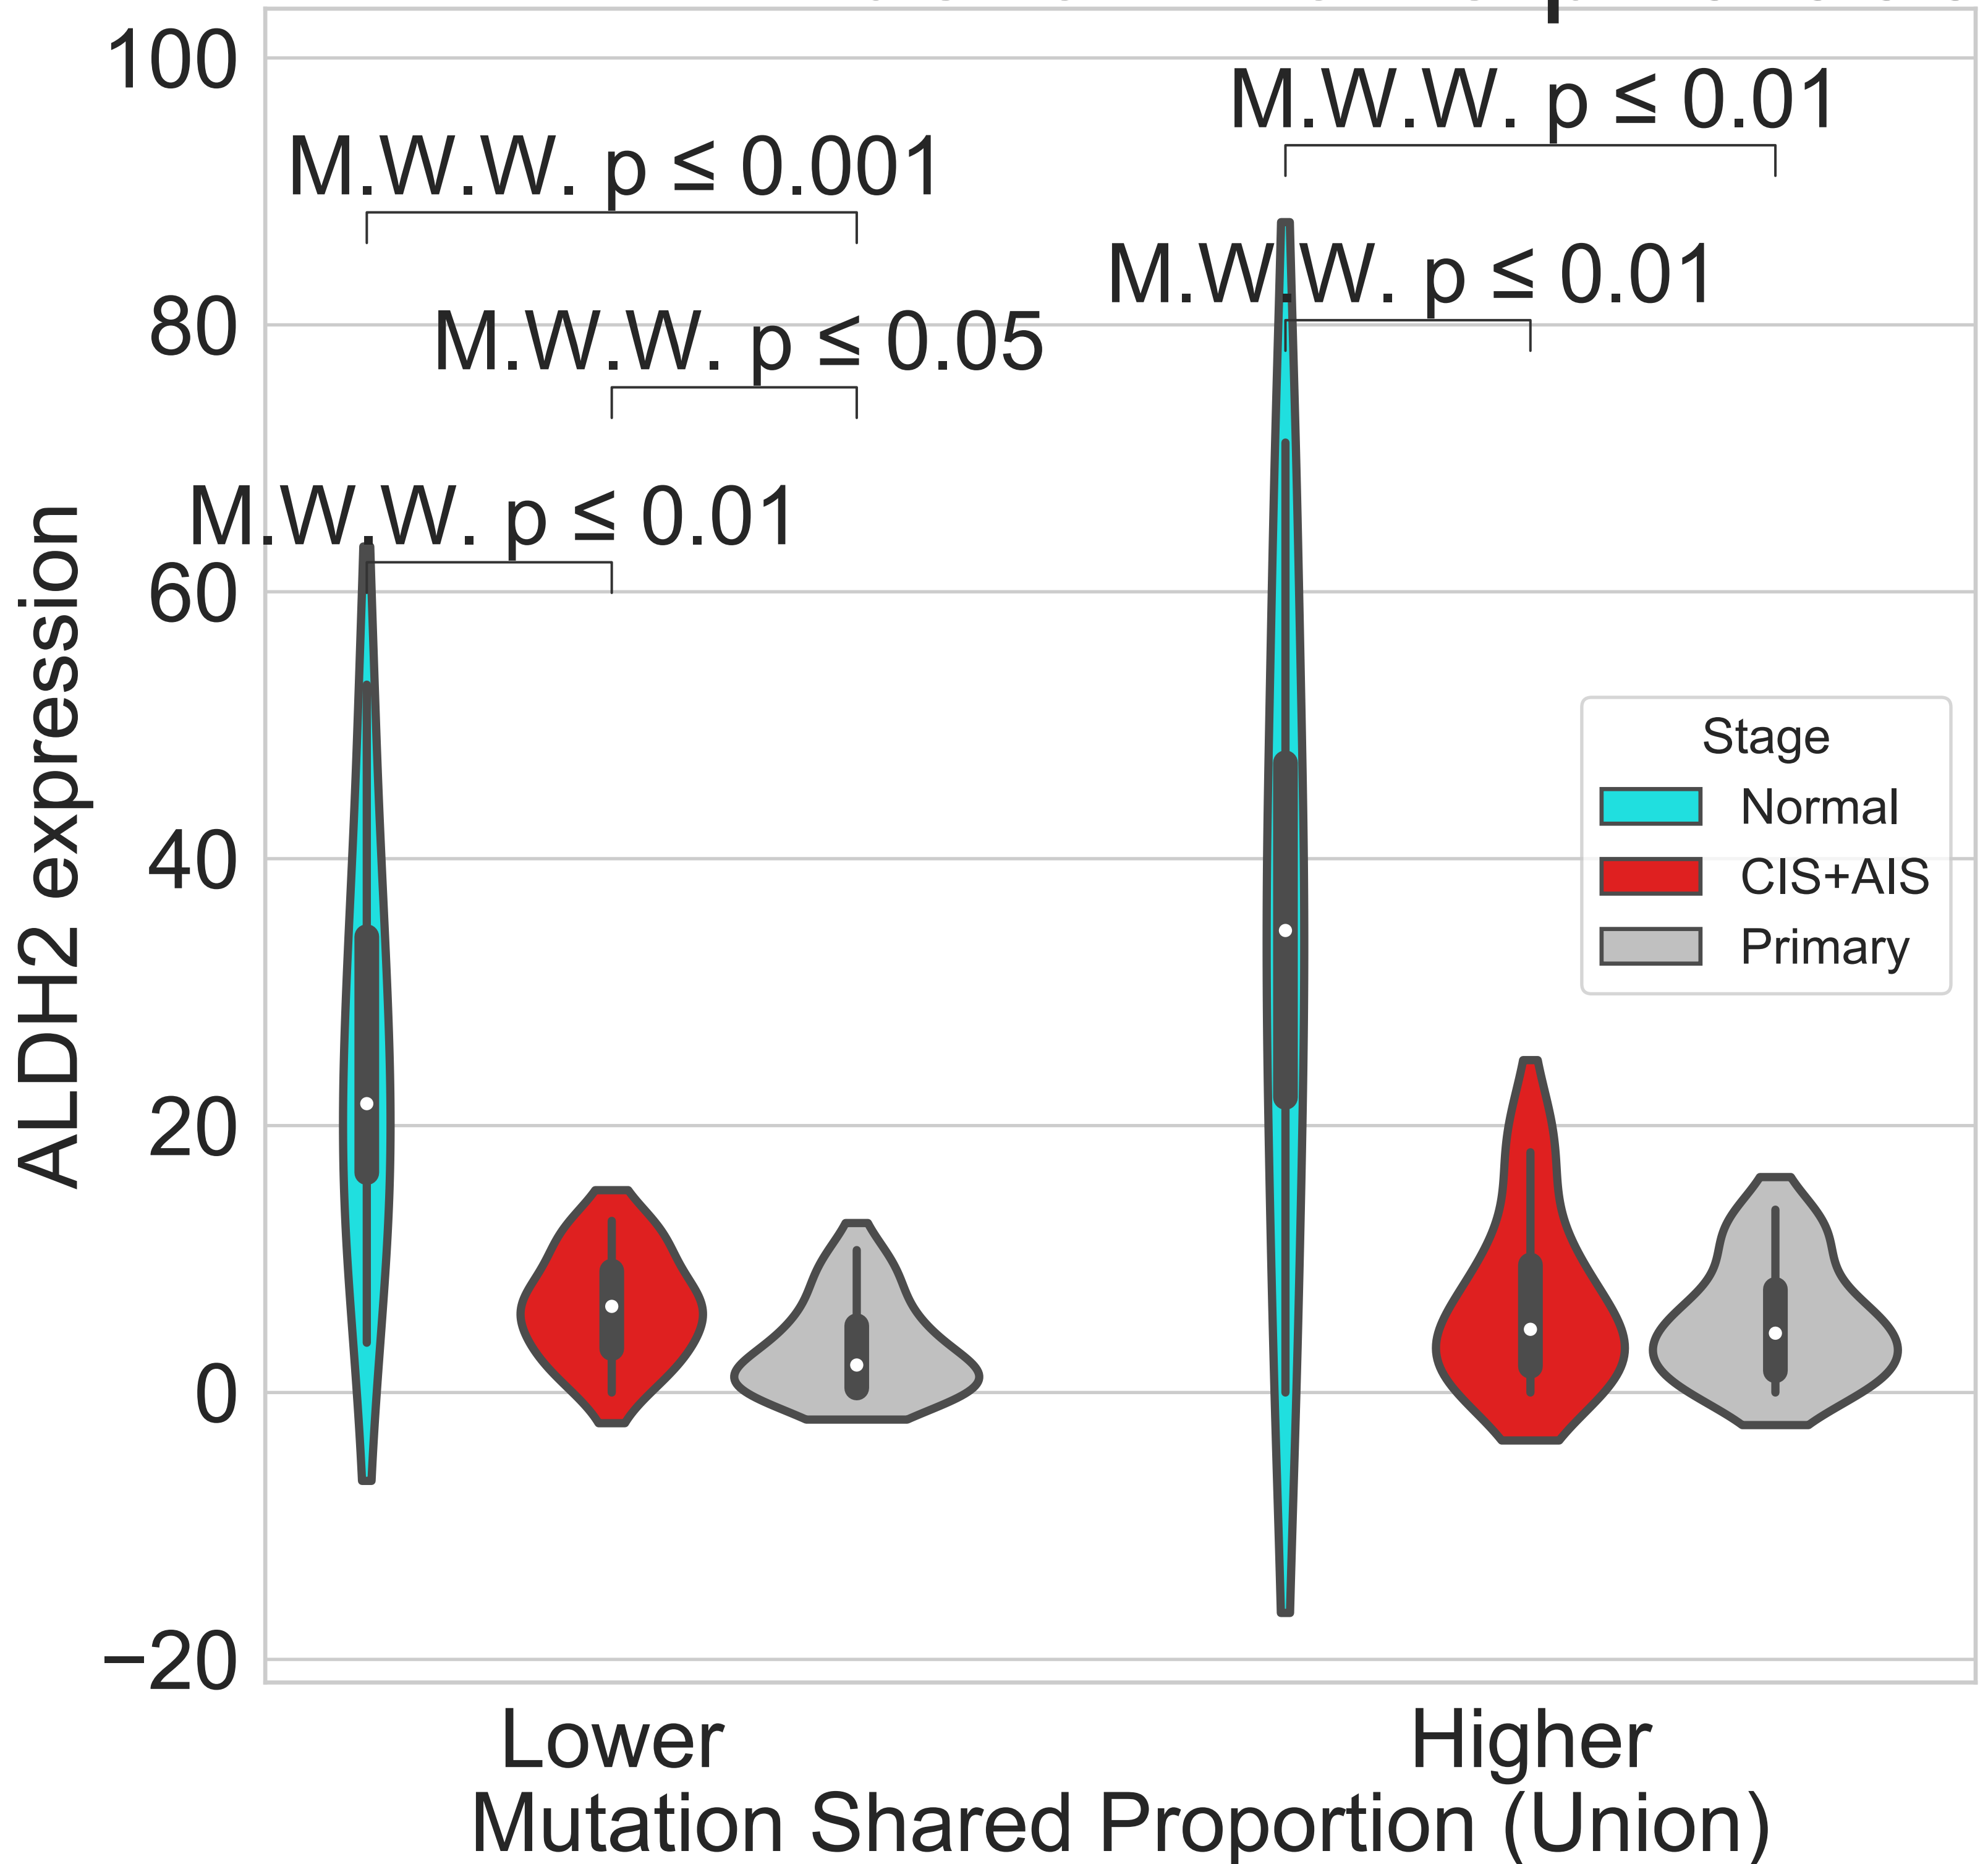 100
M.W.W. p ≤ 0.01
M.W.W. p ≤ 0.001
M.W.W. p ≤ 0.01
80
M.W.W. p ≤ 0.05
M.W.W. p ≤ 0.01
60
ALDH2 expression
Stage
Normal
CIS+AIS
Primary
40
20
0
−20
Lower
Higher
Mutation Shared Proportion (Union)